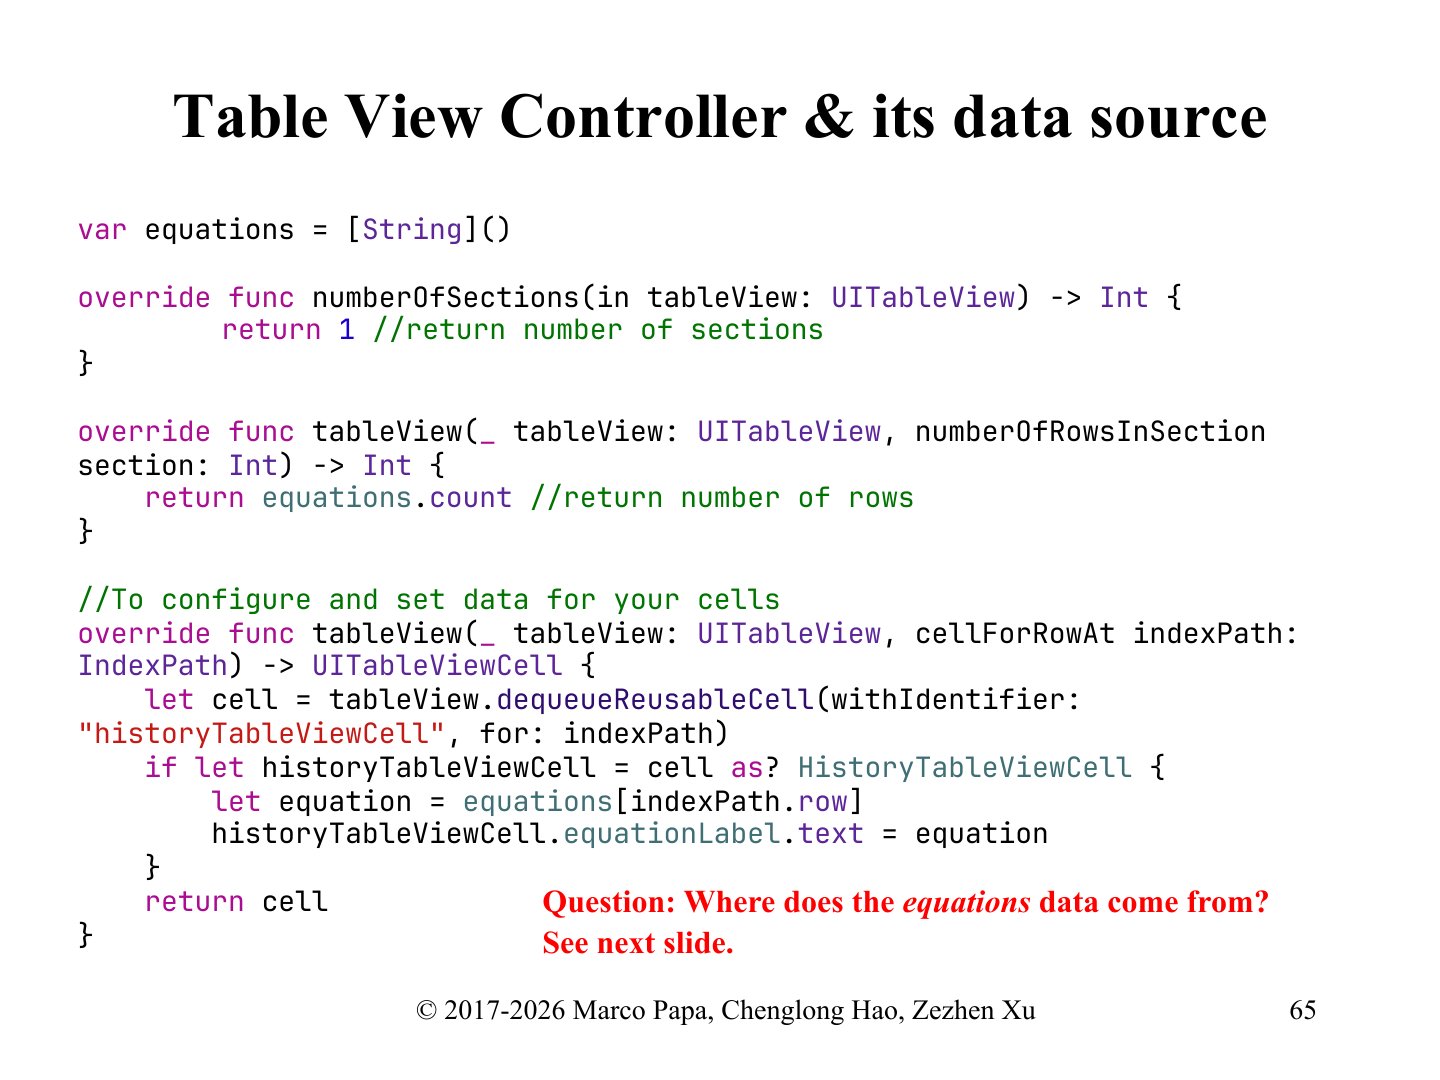 Table View Controller & its data source
var equations = [String]()
override func numberOfSections(in tableView: UITableView) -> Int {
return 1 //return number of sections
}
override func tableView(_ tableView: UITableView, numberOfRowsInSection
section: Int) -> Int {
return equations.count //return number of rows
}
//To configure and set data for your cells
override func tableView(_ tableView: UITableView, cellForRowAt indexPath:
IndexPath) -> UITableViewCell {
let cell = tableView.dequeueReusableCell(withIdentifier:
"historyTableViewCell", for: indexPath)
if let historyTableViewCell = cell as? HistoryTableViewCell {
let equation = equations[indexPath.row]
historyTableViewCell.equationLabel.text = equation
}
return cell
}
Question: Where does the equations data come from?
See next slide.
© 2017-2026 Marco Papa, Chenglong Hao, Zezhen Xu
65